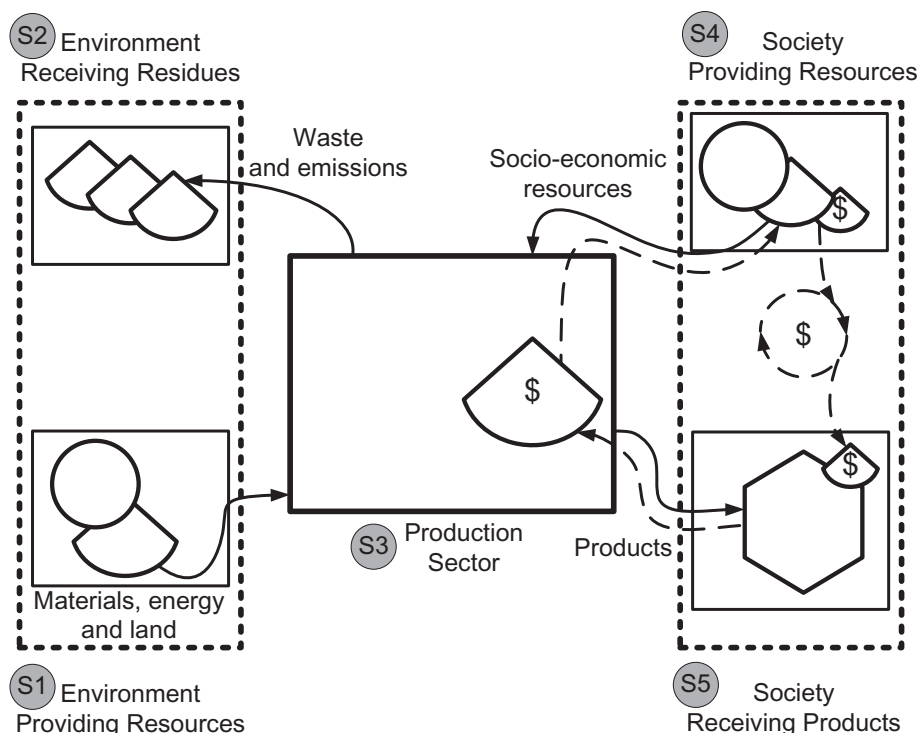 S2 Environment
Receiving Residues
S4 Society
Providing Resources
Waste
and emissions
Socio-economic
resources
$
$
$
$
S3 Production
Sector
Products
Materials, energy
and land
S1 Environment
Providing Resources
S5 Society
Receiving Products